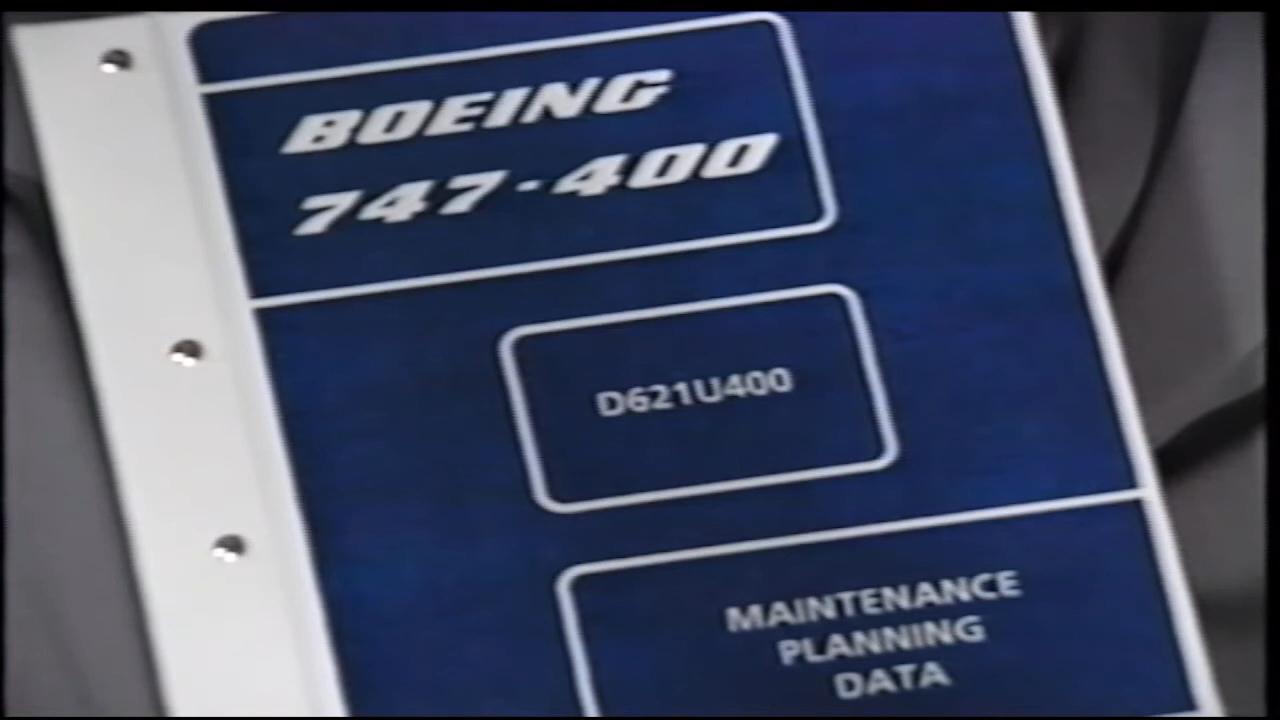 BOEING
747-400
D621U400
MAINTENANCE
PLANNING
DATA